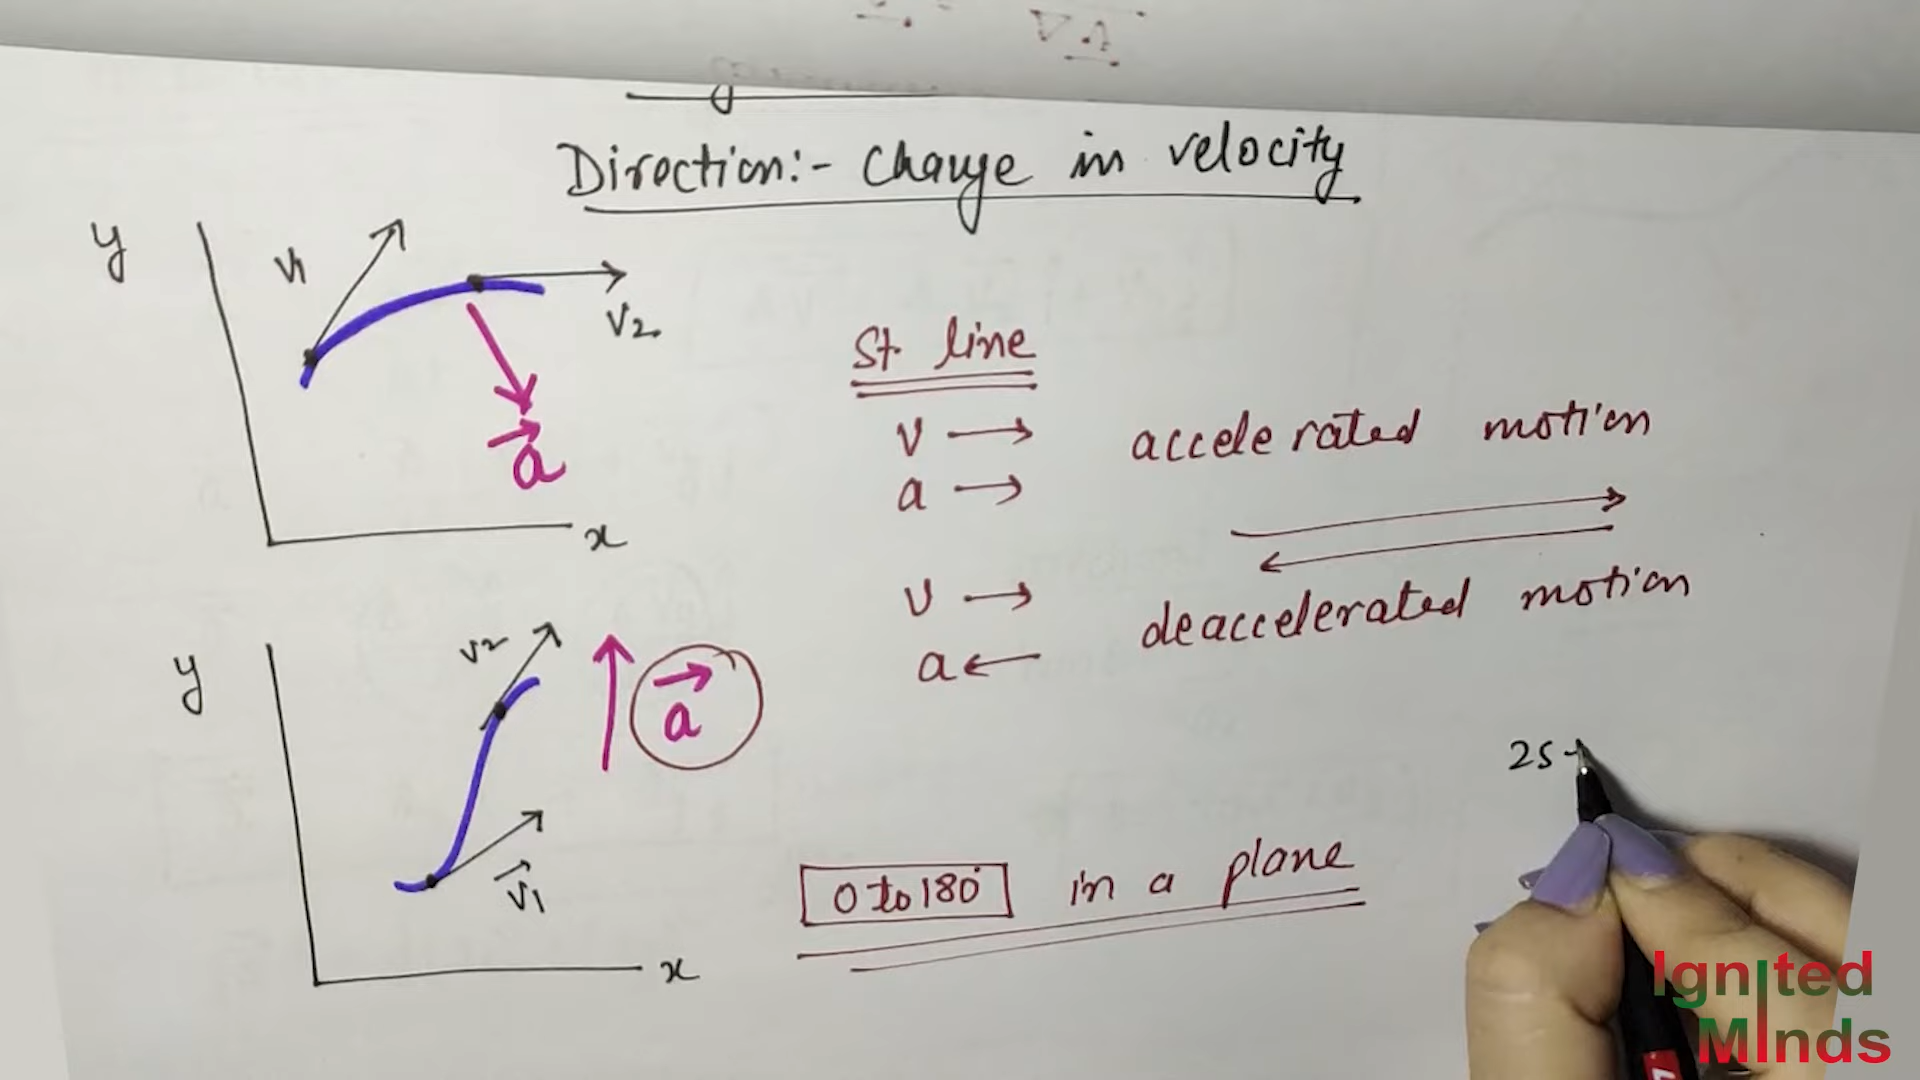 Direction:- Change in velocity
y
V1
V2
a
x
St. line
v → accelerated motion
a →
v → deaccelerated motion
a ←
y
V2
a
V1
x
0 to 180° in a plane
2s -
Ignited
Minds